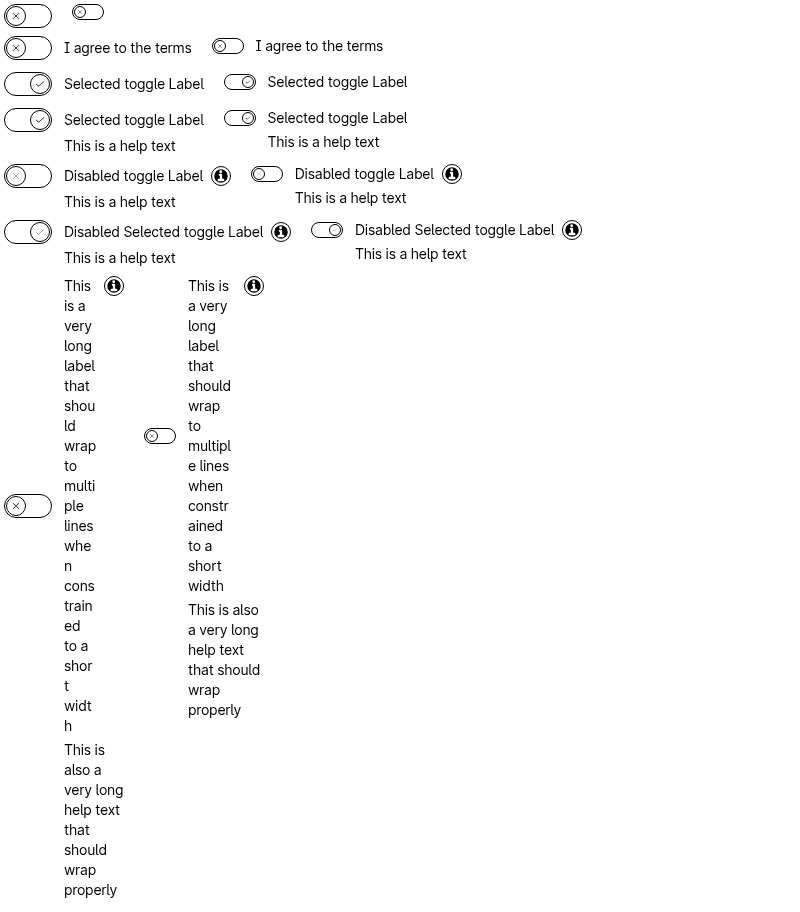 I agree to the terms
I agree to the terms
Selected toggle Label
Selected toggle Label
Selected toggle Label
This is a help text
Selected toggle Label
This is a help text
Disabled toggle Label
This is a help text
Disabled toggle Label
This is a help text
Disabled Selected toggle Label
This is a help text
Disabled Selected toggle Label
This is a help text
This
is a
very
long
label
that
shou
ld
wrap
to
multi
ple
lines
whe
n
cons
train
ed
to a
shor
t
widt
h
This is
also a
very long
help text
that
should
wrap
properly
This is
a very
long
label
that
should
wrap
to
multipl
e lines
when
constr
ained
to a
short
width
This is also
a very long
help text
that should
wrap
properly